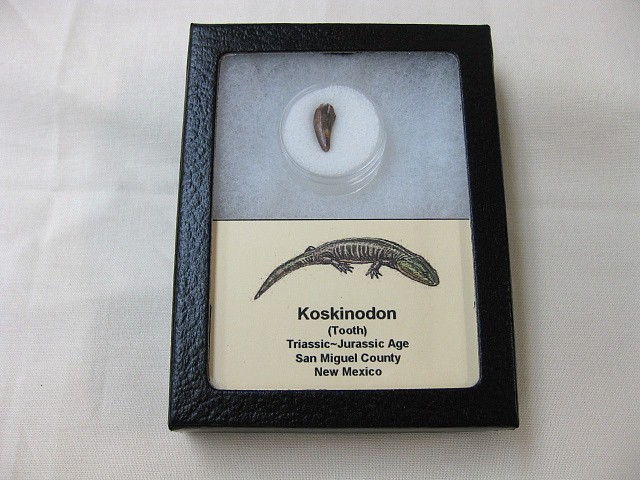 Koskinodon
(Tooth)
Triassic~Jurassic Age
San Miguel County
New Mexico